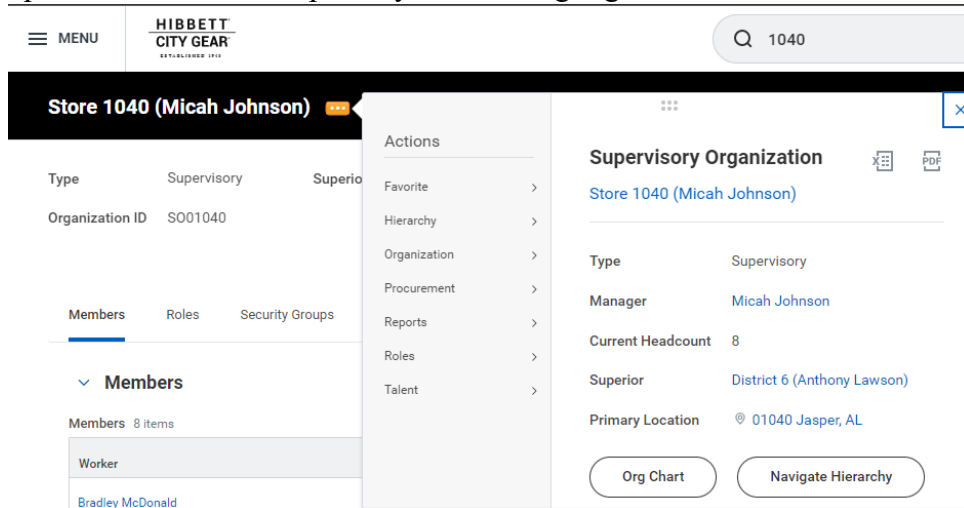 MENU
HIBBETT
CITY GEAR
ESTABLISHED 1945
1040
Store 1040 (Micah Johnson)
Type Supervisory Superio
Organization ID SO01040
Members Roles Security Groups
Members
Members 8 items
Worker
Bradley McDonald
Actions
Favorite
Hierarchy
Organization
Procurement
Reports
Roles
Talent
Supervisory Organization
PDF
Store 1040 (Micah Johnson)
Type Supervisory
Manager Micah Johnson
Current Headcount 8
Superior District 6 (Anthony Lawson)
Primary Location 01040 Jasper, AL
Org Chart Navigate Hierarchy